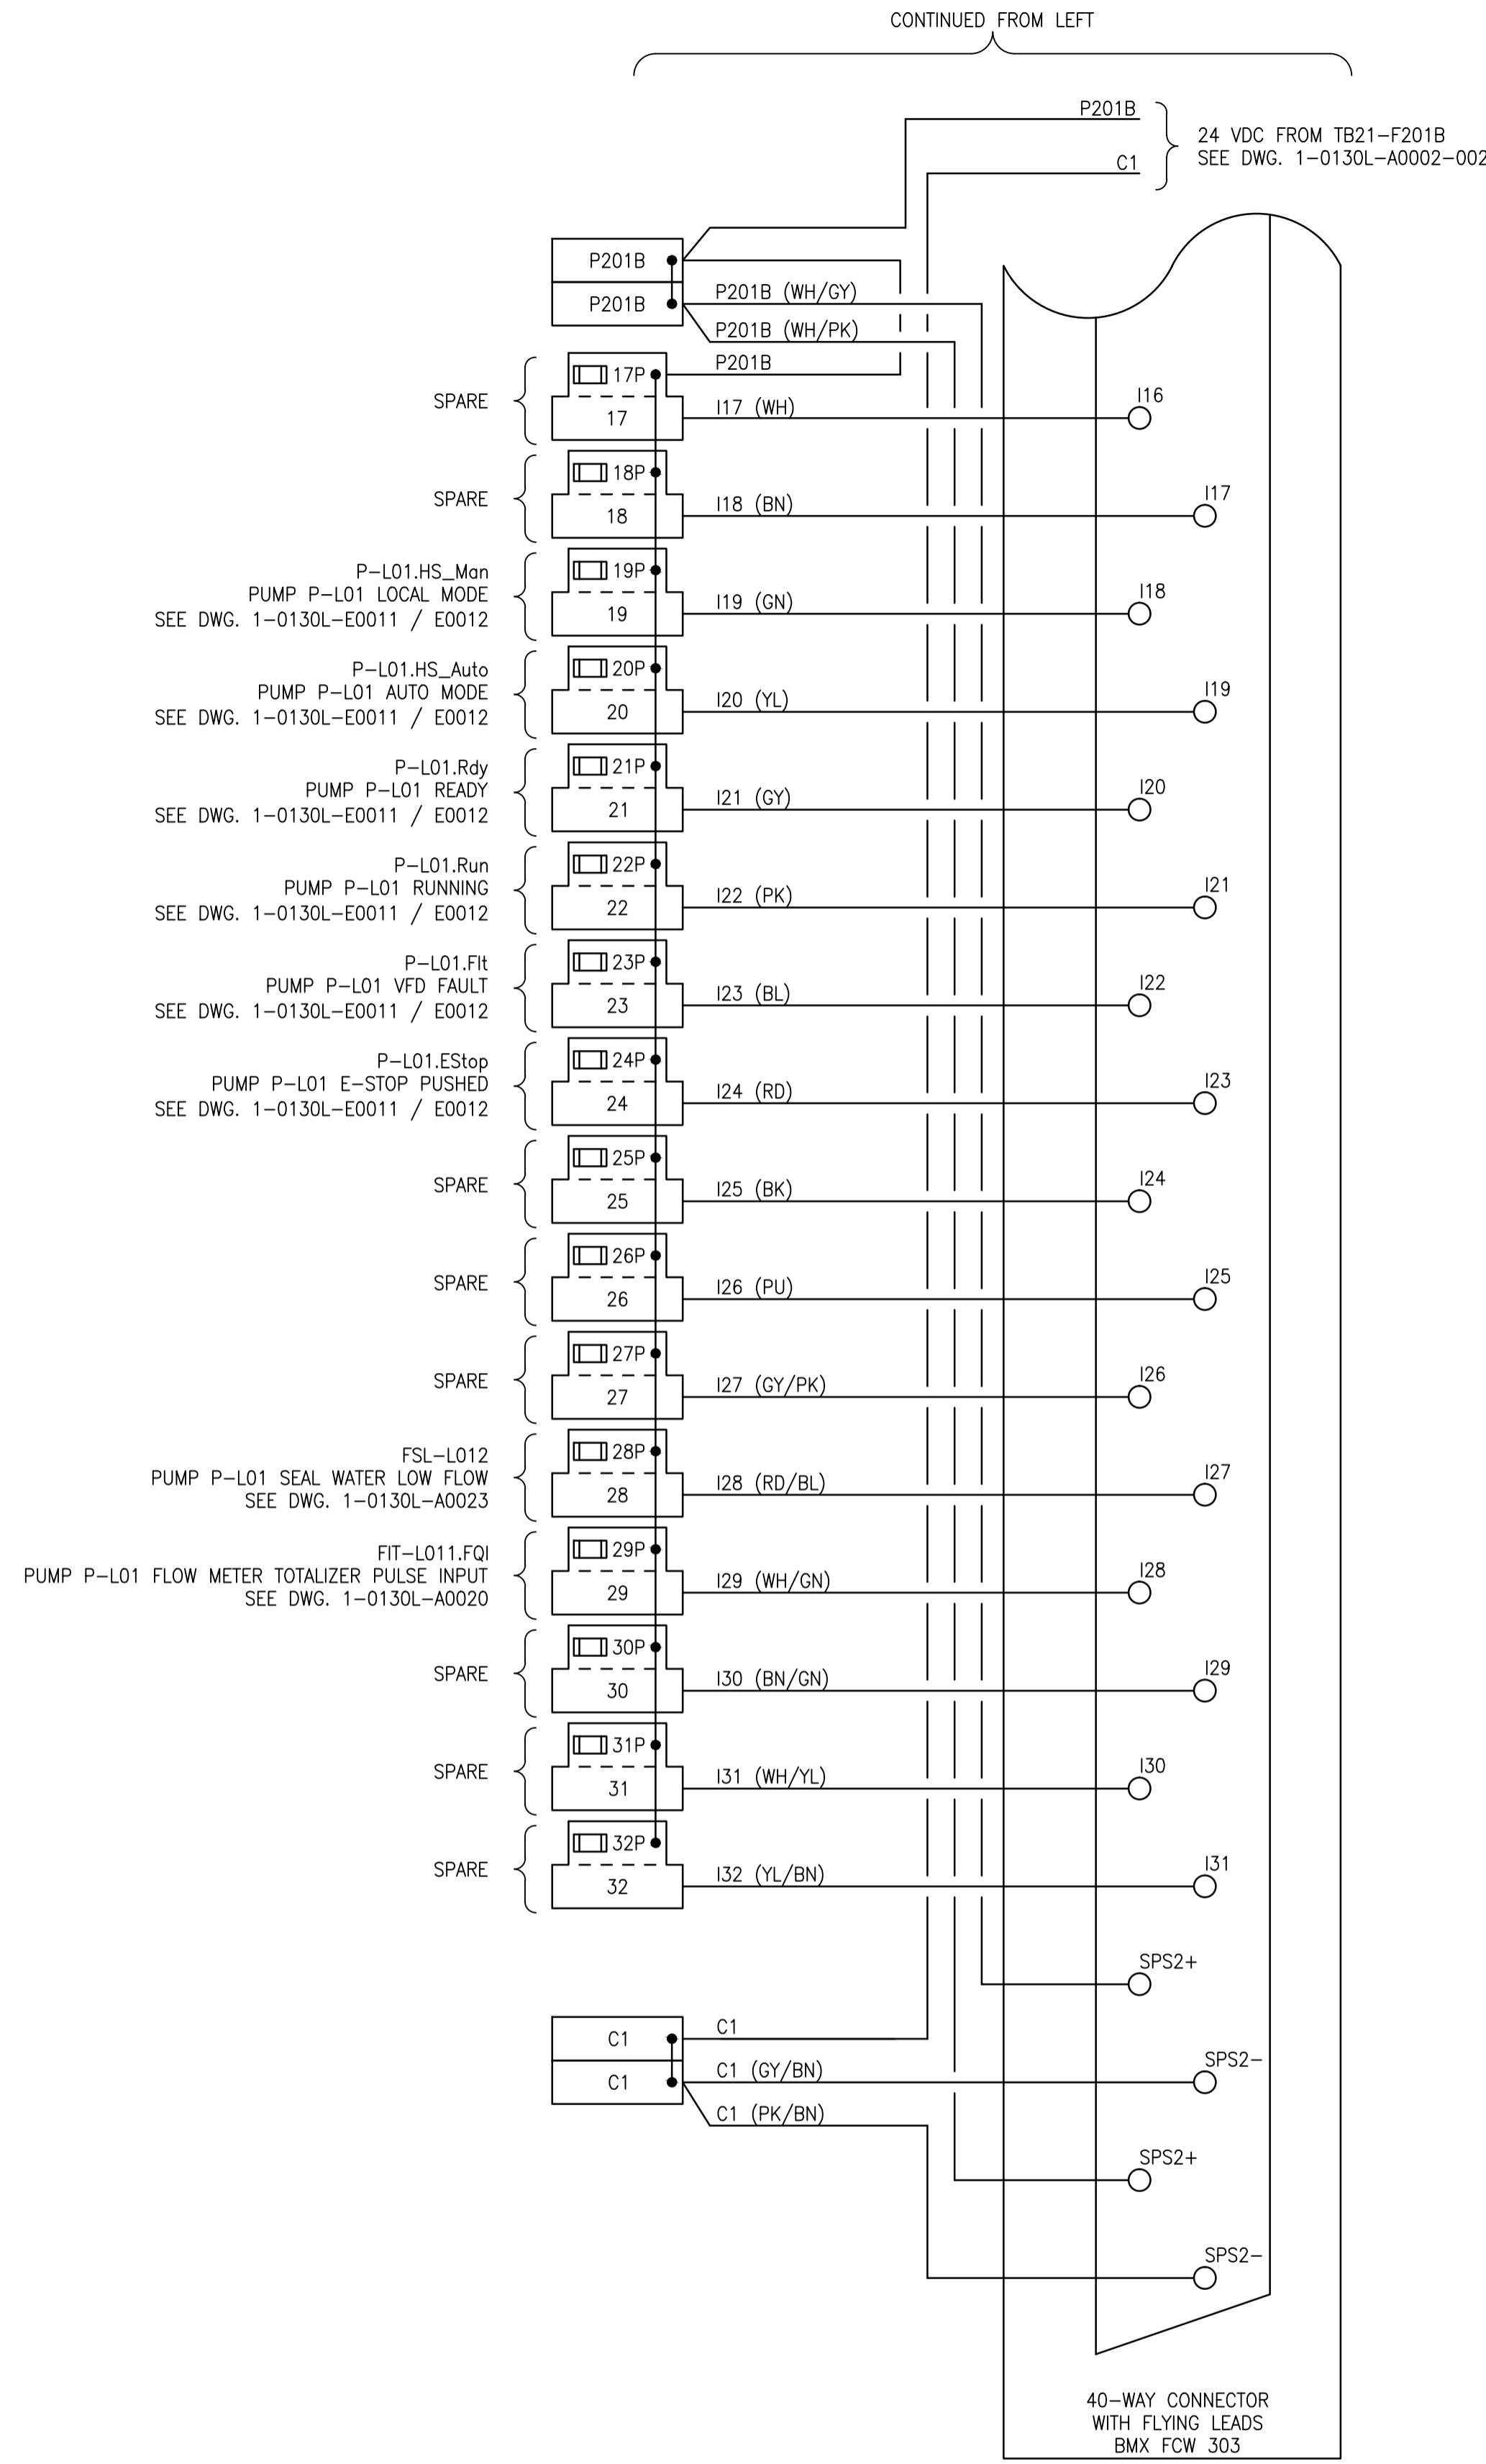 CONTINUED FROM LEFT
P201B
24 VDC FROM TB21-F201B
SEE DWG. 1-0130L-A0002-002
C1
P201B
P201B
P201B (WH/GY)
P201B (WH/PK)
P201B
SPARE
17P
17
I17 (WH)
I16
SPARE
18P
18
I18 (BN)
I17
P-L01.HS_Man
PUMP P-L01 LOCAL MODE
SEE DWG. 1-0130L-E0011 / E0012
19P
19
I19 (GN)
I18
P-L01.HS_Auto
PUMP P-L01 AUTO MODE
SEE DWG. 1-0130L-E0011 / E0012
20P
20
I20 (YL)
I19
P-L01.Rdy
PUMP P-L01 READY
SEE DWG. 1-0130L-E0011 / E0012
21P
21
I21 (GY)
I20
P-L01.Run
PUMP P-L01 RUNNING
SEE DWG. 1-0130L-E0011 / E0012
22P
22
I22 (PK)
I21
P-L01.Flt
PUMP P-L01 VFD FAULT
SEE DWG. 1-0130L-E0011 / E0012
23P
23
I23 (BL)
I22
P-L01.EStop
PUMP P-L01 E-STOP PUSHED
SEE DWG. 1-0130L-E0011 / E0012
24P
24
I24 (RD)
I23
SPARE
25P
25
I25 (BK)
I24
SPARE
26P
26
I26 (PU)
I25
SPARE
27P
27
I27 (GY/PK)
I26
FSL-L012
PUMP P-L01 SEAL WATER LOW FLOW
SEE DWG. 1-0130L-A0023
28P
28
I28 (RD/BL)
I27
FIT-L011.FQI
PUMP P-L01 FLOW METER TOTALIZER PULSE INPUT
SEE DWG. 1-0130L-A0020
29P
29
I29 (WH/GN)
I28
SPARE
30P
30
I30 (BN/GN)
I29
SPARE
31P
31
I31 (WH/YL)
I30
SPARE
32P
32
I32 (YL/BN)
I31
SPS2+
C1
C1
C1
C1 (GY/BN)
SPS2-
C1 (PK/BN)
SPS2+
SPS2-
40-WAY CONNECTOR
WITH FLYING LEADS
BMX FCW 303